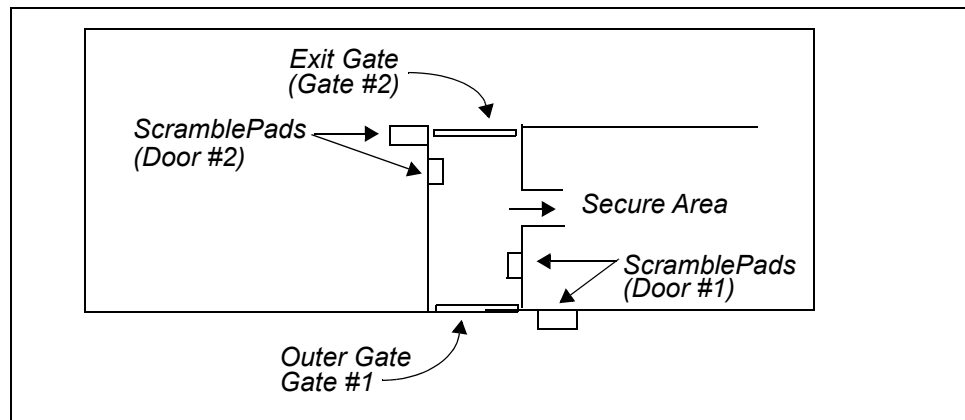 Exit Gate
(Gate #2)
ScramblePads
(Door #2)
Secure Area
ScramblePads
(Door #1)
Outer Gate
Gate #1